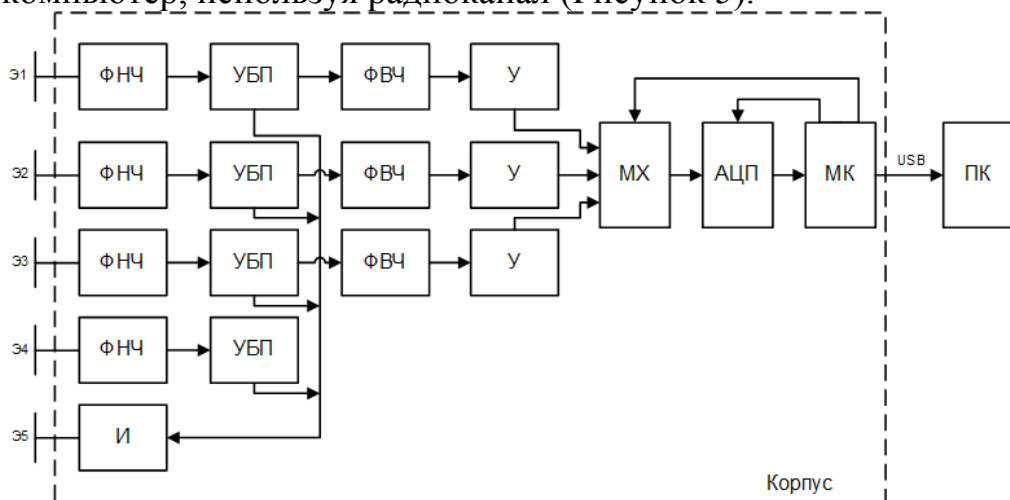 компьютер, используя радиоканал (Рисунок 5).
Э1 ФНЧ УБП ФВЧ У
Э2 ФНЧ УБП ФВЧ У МХ АЦП МК USB ПК
Э3 ФНЧ УБП ФВЧ У
Э4 ФНЧ УБП
Э5 И
Корпус